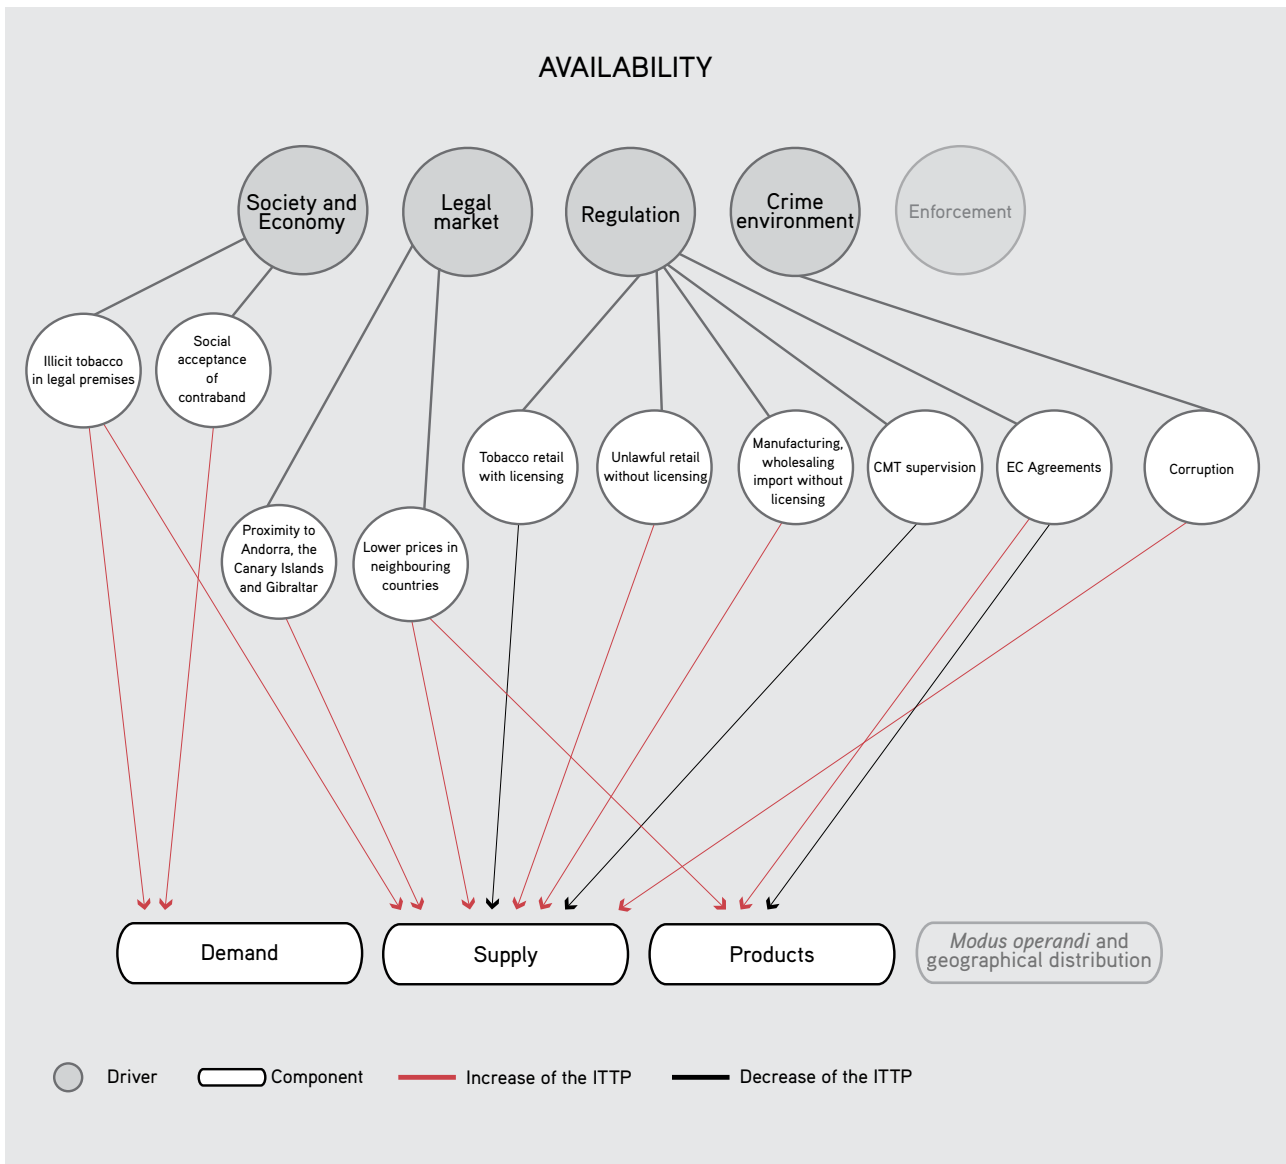 AVAILABILITY
Society and
Economy
Legal
market
Regulation
Crime
environment
Enforcement
Illicit tobacco
in legal premises
Social
acceptance
of
contraband
Proximity to
Andorra, the
Canary Islands
and Gibraltar
Lower prices in
neighbouring
countries
Tobacco retail
with licensing
Unlawful retail
without licensing
Manufacturing,
wholesaling
import without
licensing
CMT supervision
EC Agreements
Corruption
Demand
Supply
Products
Modus operandi and
geographical distribution
Driver
Component
Increase of the ITTP
Decrease of the ITTP